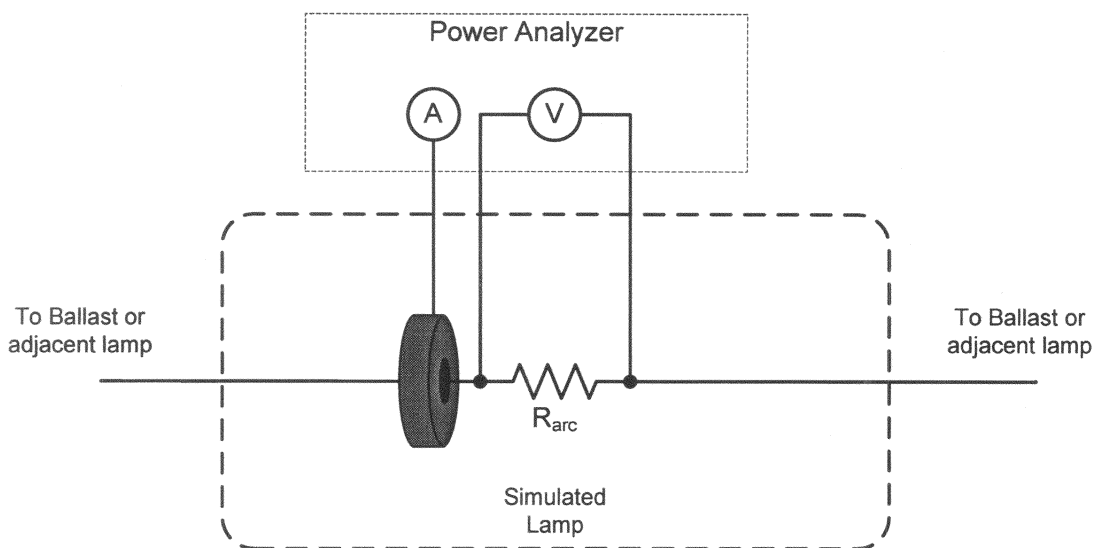 Power Analyzer
A
V
To Ballast or
adjacent lamp
To Ballast or
adjacent lamp
Rarc
Simulated
Lamp